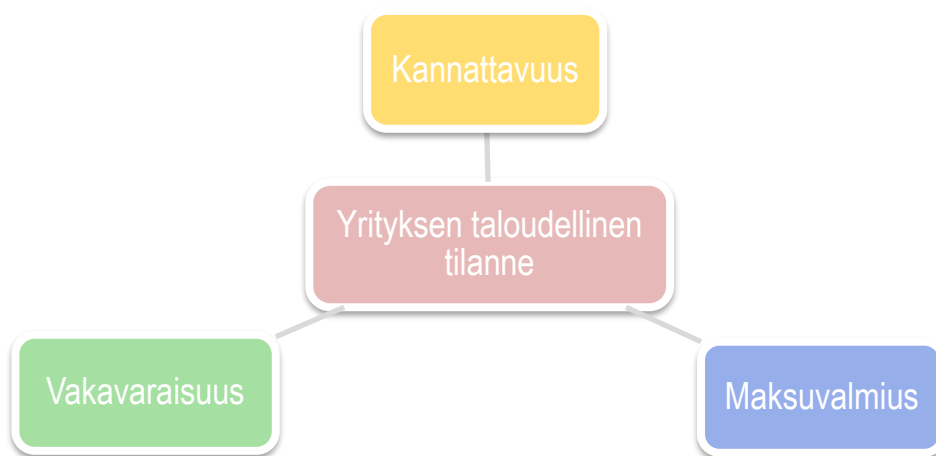 Kannattavuus
Yrityksen taloudellinen
tilanne
Vakavaraisuus
Maksuvalmius